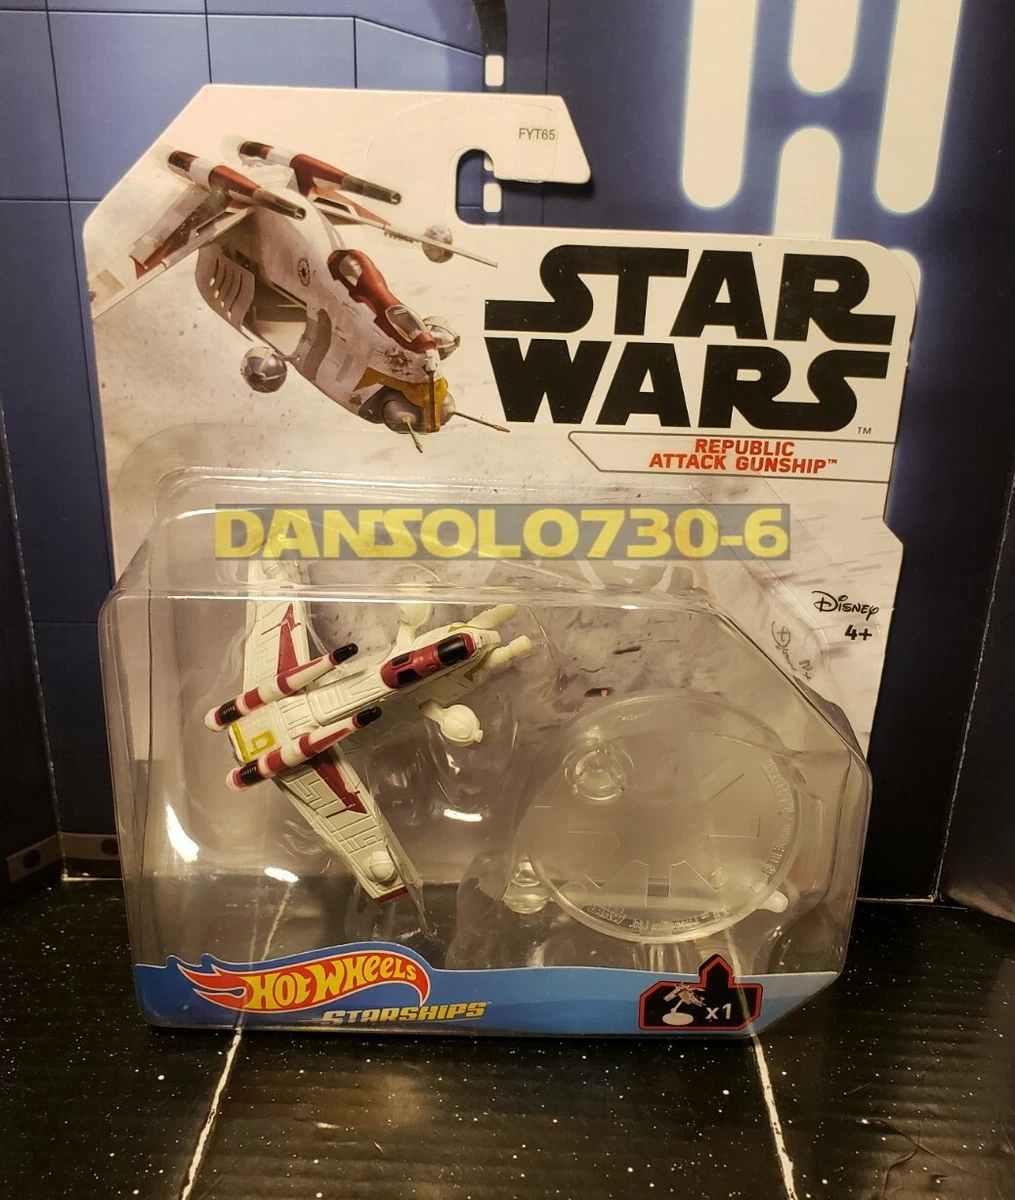 FYT65
STAR
WARS
TM
REPUBLIC
ATTACK GUNSHIP™
DANSOLO730-6
Disney
4+
HOT WHEELS
STARSHIPS
x1